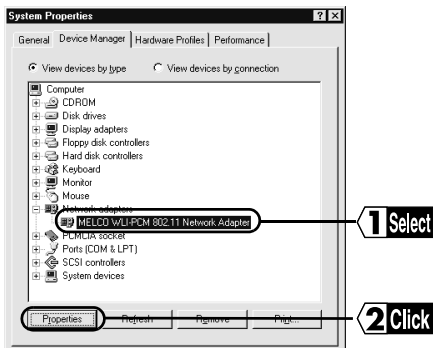 System Properties ? X
General Device Manager Hardware Profiles Performance
View devices by type View devices by connection
Computer
CDROM
Disk drives
Display adapters
Floppy disk controllers
Hard disk controllers
Keyboard
Monitor
Mouse
Network adapters
MELCO WLI-PCM 802.11 Network Adapter
1 Select
PCMCIA socket
Ports (COM & LPT)
SCSI controllers
System devices
Properties Refresh Remove Print...
2 Click